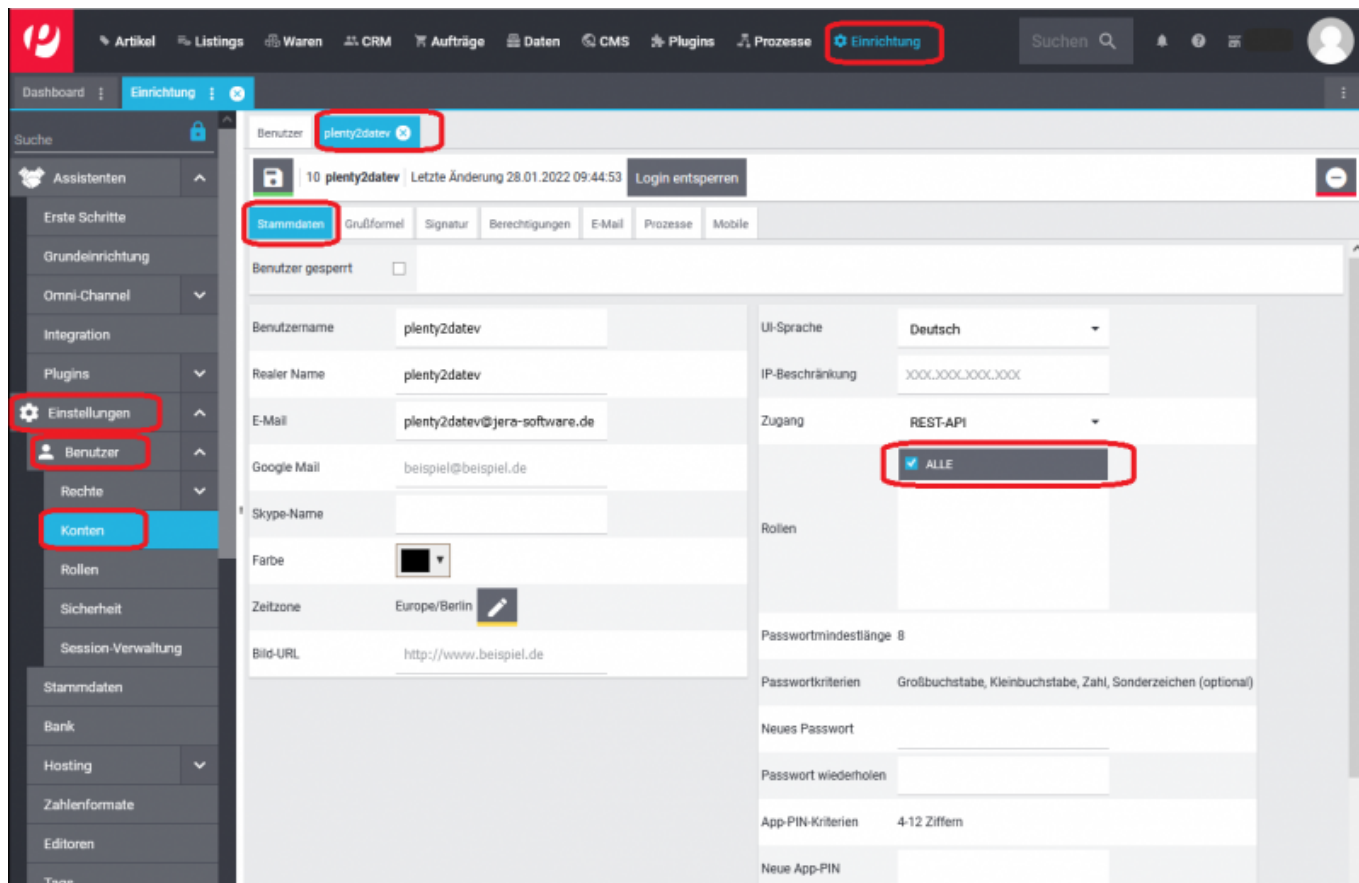 Artikel Listings Waren CRM Aufträge Daten CMS Plugins Prozesse Einrichtung Suchen
Dashboard Einrichtung
Suche
Assistenten
Erste Schritte
Grundeinrichtung
Omni-Channel
Integration
Plugins
Einstellungen
Benutzer
Rechte
Konten
Rollen
Sicherheit
Session-Verwaltung
Stammdaten
Bank
Hosting
Zahlenformate
Editoren
Tags
Benutzer plenty2datev
10 plenty2datev Letzte Änderung 28.01.2022 09:44:53 Login entsperren
Stammdaten Grußformel Signatur Berechtigungen E-Mail Prozesse Mobile
Benutzer gesperrt
Benutzername plenty2datev
Realer Name plenty2datev
E-Mail plenty2datev@jera-software.de
Google Mail beispiel@beispiel.de
Skype-Name
Farbe
Zeitzone Europe/Berlin
Bild-URL http://www.beispiel.de
UI-Sprache Deutsch
IP-Beschränkung XXX.XXX.XXX.XXX
Zugang REST-API
ALLE
Rollen
Passwortmindestlänge 8
Passwortkriterien Großbuchstabe, Kleinbuchstabe, Zahl, Sonderzeichen (optional)
Neues Passwort
Passwort wiederholen
App-PIN-Kriterien 4-12 Ziffern
Neue App-PIN